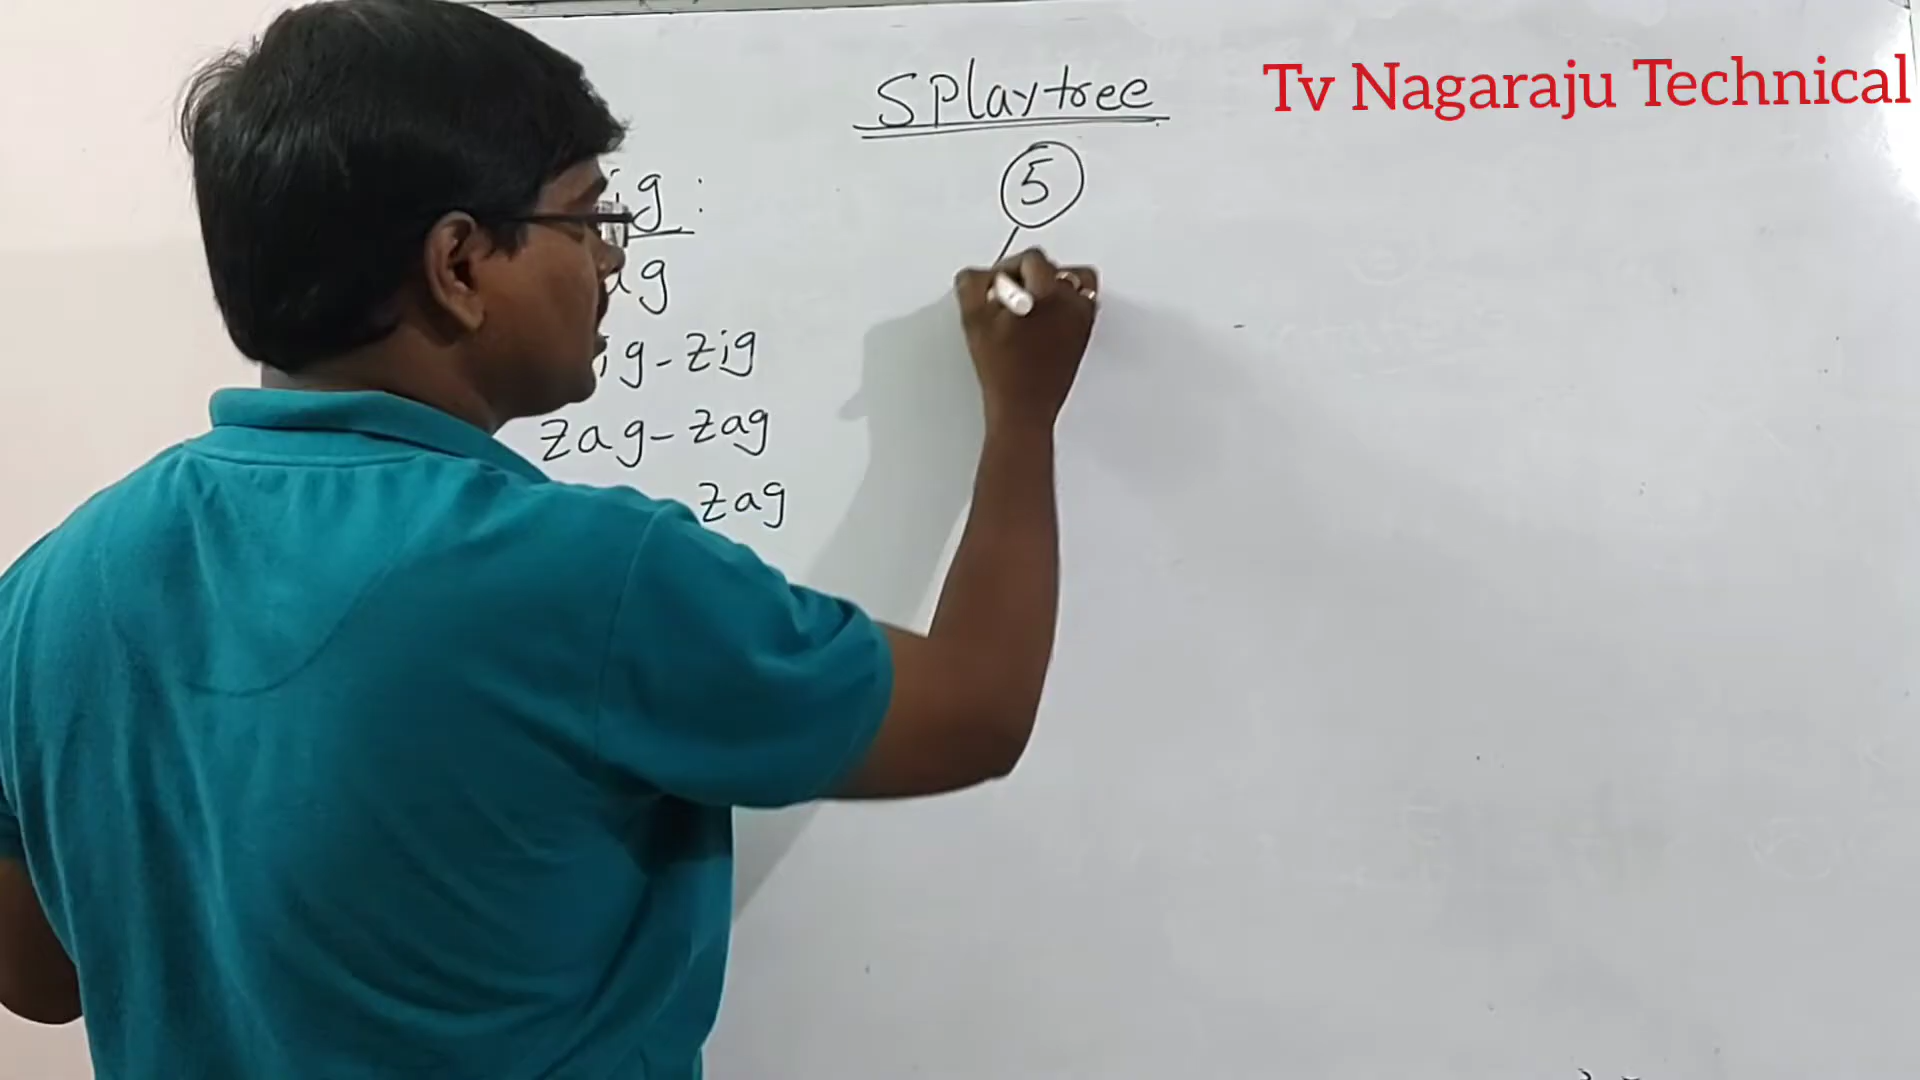 Splaytree
Tv Nagaraju Technical
5
ig :
ag
ig-zig
zag-zag
zag